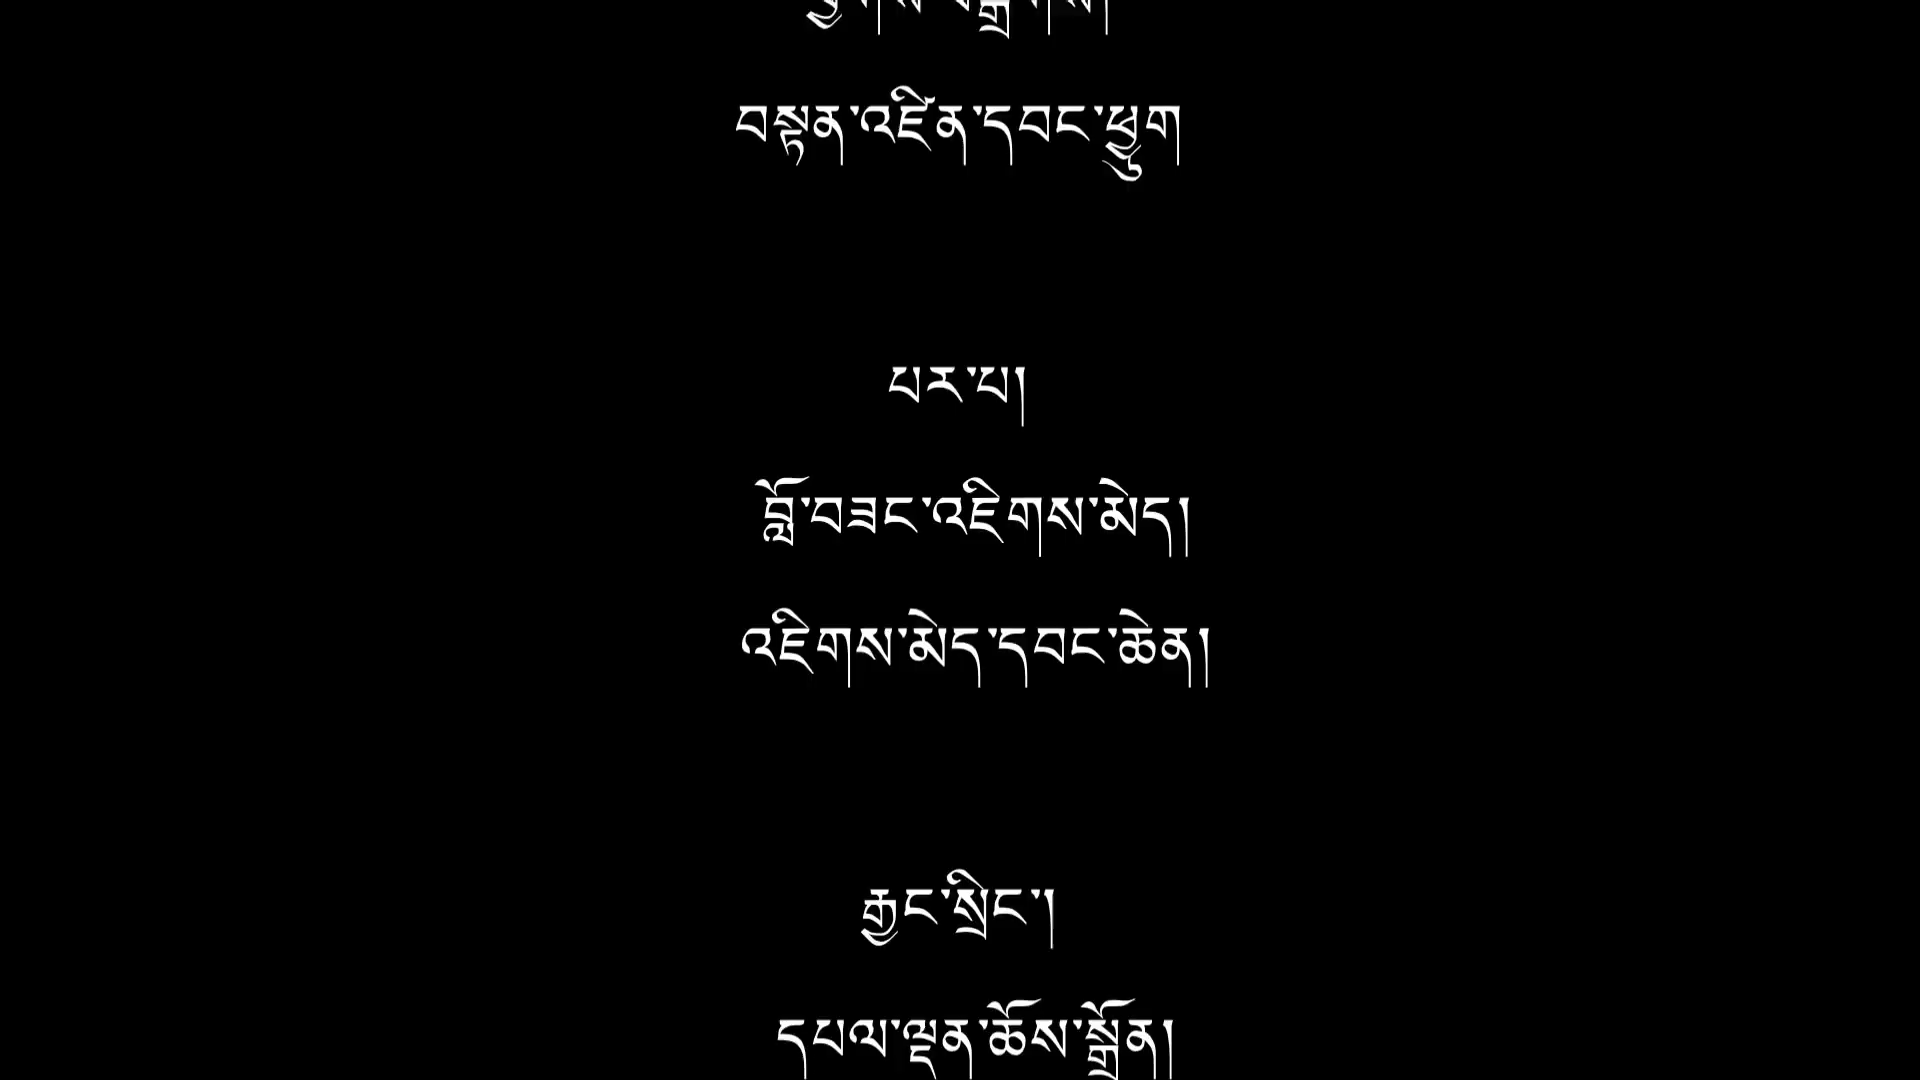 བསྟན་འཛིན་དབང་ཕྱུག
པར་པ།
བློ་བཟང་འཇིགས་མེད།
འཇིགས་མེད་དབང་ཆེན།
རྒྱང་སྲིང་།
དཔལ་ལྡན་ཆོས་སྒྲོན།